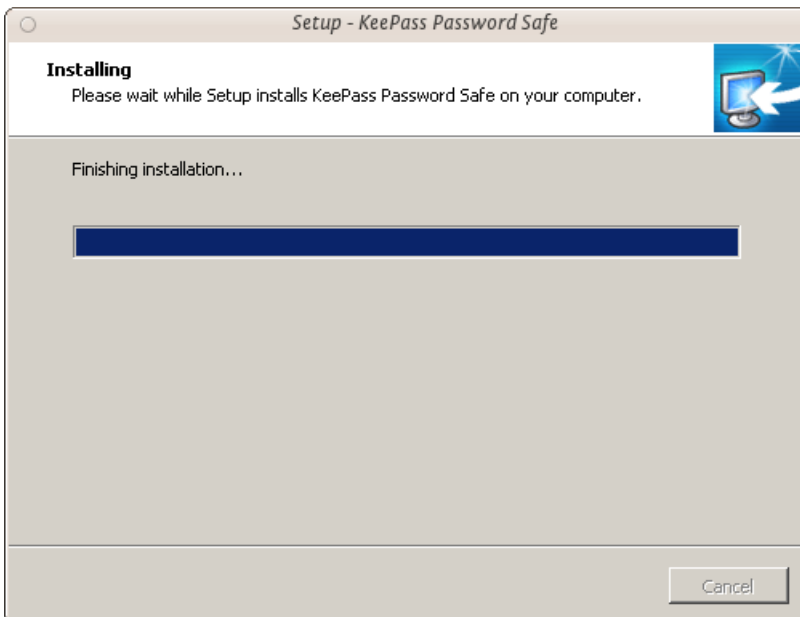 Setup - KeePass Password Safe
Installing
Please wait while Setup installs KeePass Password Safe on your computer.
Finishing installation...
Cancel